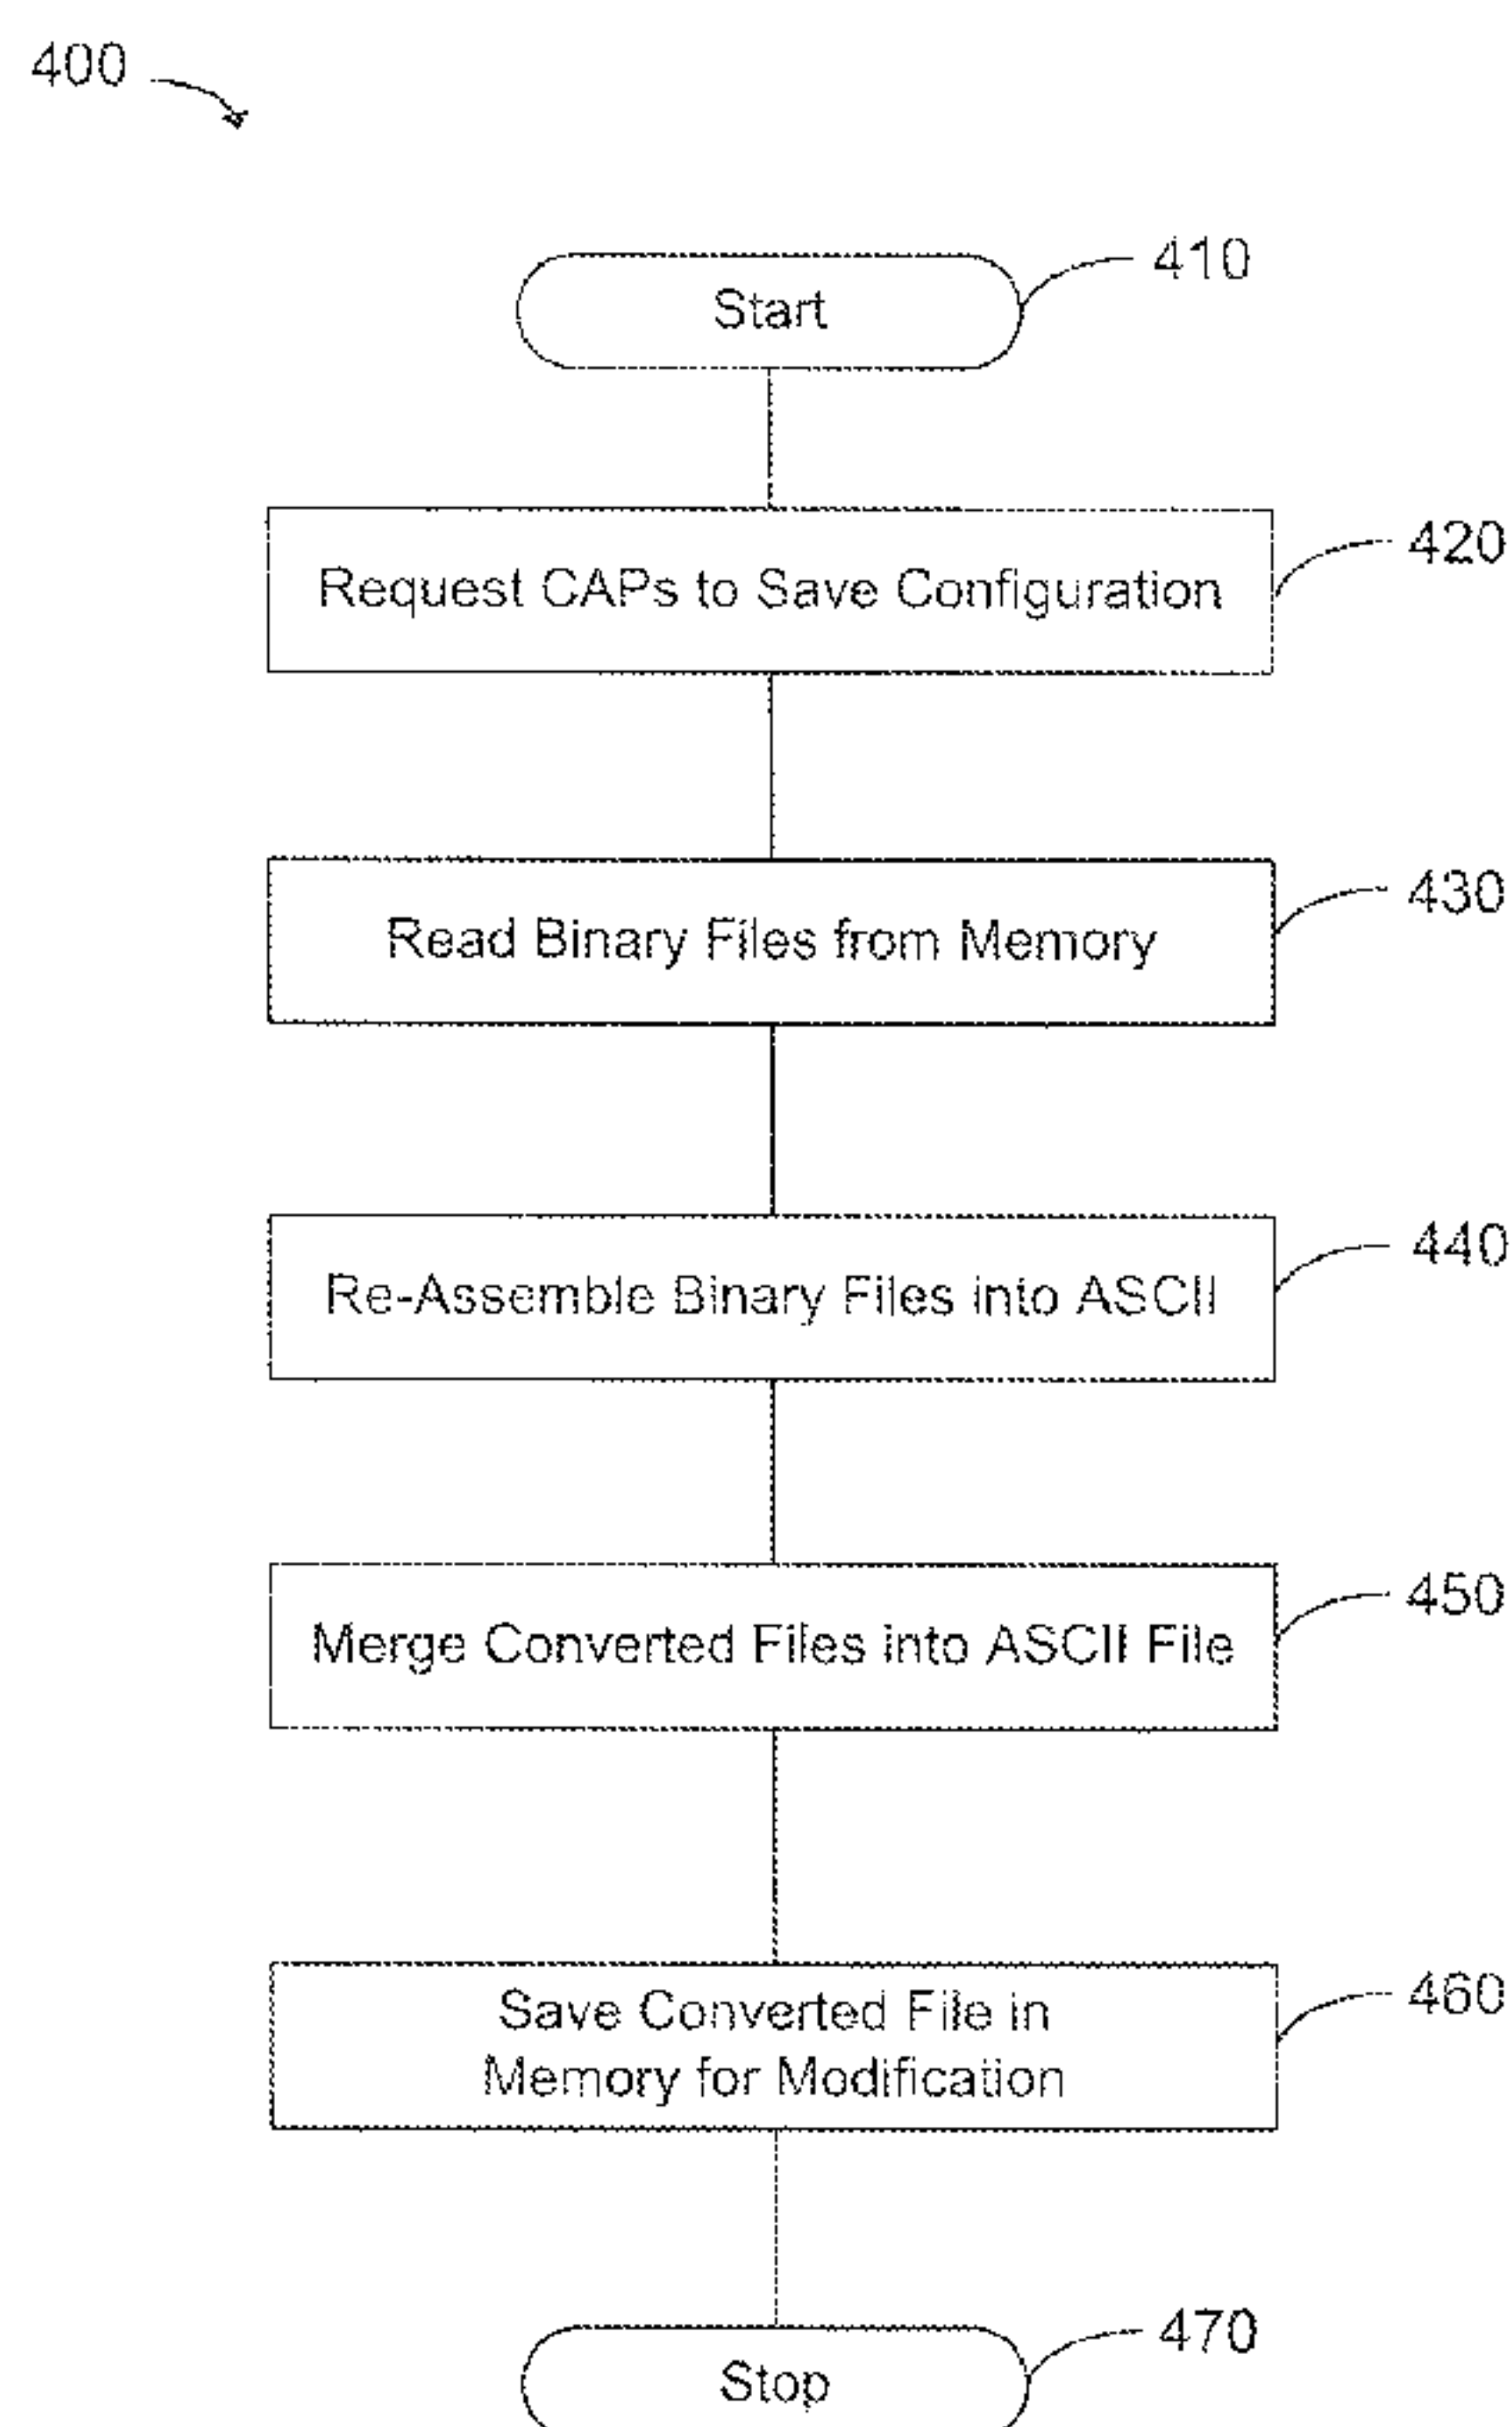 400
410
Start
420
Request CAPs to Save Configuration
430
Read Binary Files from Memory
440
Re-Assemble Binary Files into ASCII
450
Merge Converted Files into ASCII File
460
Save Converted File in
Memory for Modification
470
Stop